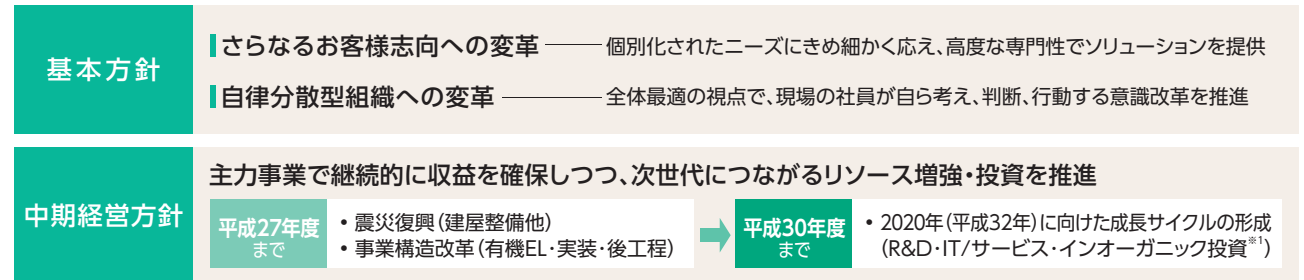 基本方針
さらなるお客様志向への変革 —— 個別化されたニーズにきめ細かく応え、高度な専門性でソリューションを提供
自律分散型組織への変革 ——— 全体最適の視点で、現場の社員が自ら考え、判断、行動する意識改革を推進
中期経営方針
主力事業で継続的に収益を確保しつつ、次世代につながるリソース増強・投資を推進
平成27年度
まで
• 震災復興（建屋整備他）
• 事業構造改革（有機EL・実装・後工程）
平成30年度
まで
• 2020年（平成32年）に向けた成長サイクルの形成
（R&D・IT/サービス・インオーガニック投資※1）